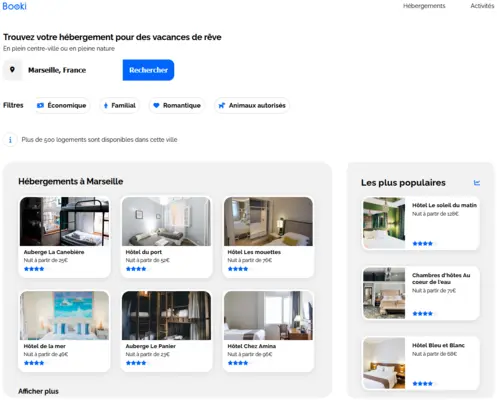 Booki
Hébergements
Activités
Trouvez votre hébergement pour des vacances de rêve
En plein centre-ville ou en pleine nature
Marseille, France
Rechercher
Filtres
Économique
Familial
Romantique
Animaux autorisés
Plus de 500 logements sont disponibles dans cette ville
Hébergements à Marseille
Auberge La Canebière
Nuit à partir de 25€
Hôtel du port
Nuit à partir de 52€
Hôtel Les mouettes
Nuit à partir de 76€
Hôtel de la mer
Nuit à partir de 46€
Auberge Le Panier
Nuit à partir de 23€
Hôtel Chez Amina
Nuit à partir de 96€
Afficher plus
Les plus populaires
Hôtel Le soleil du matin
Nuit à partir de 128€
Chambres d'hôtes Au
coeur de l'eau
Nuit à partir de 71€
Hôtel Bleu et Blanc
Nuit à partir de 68€